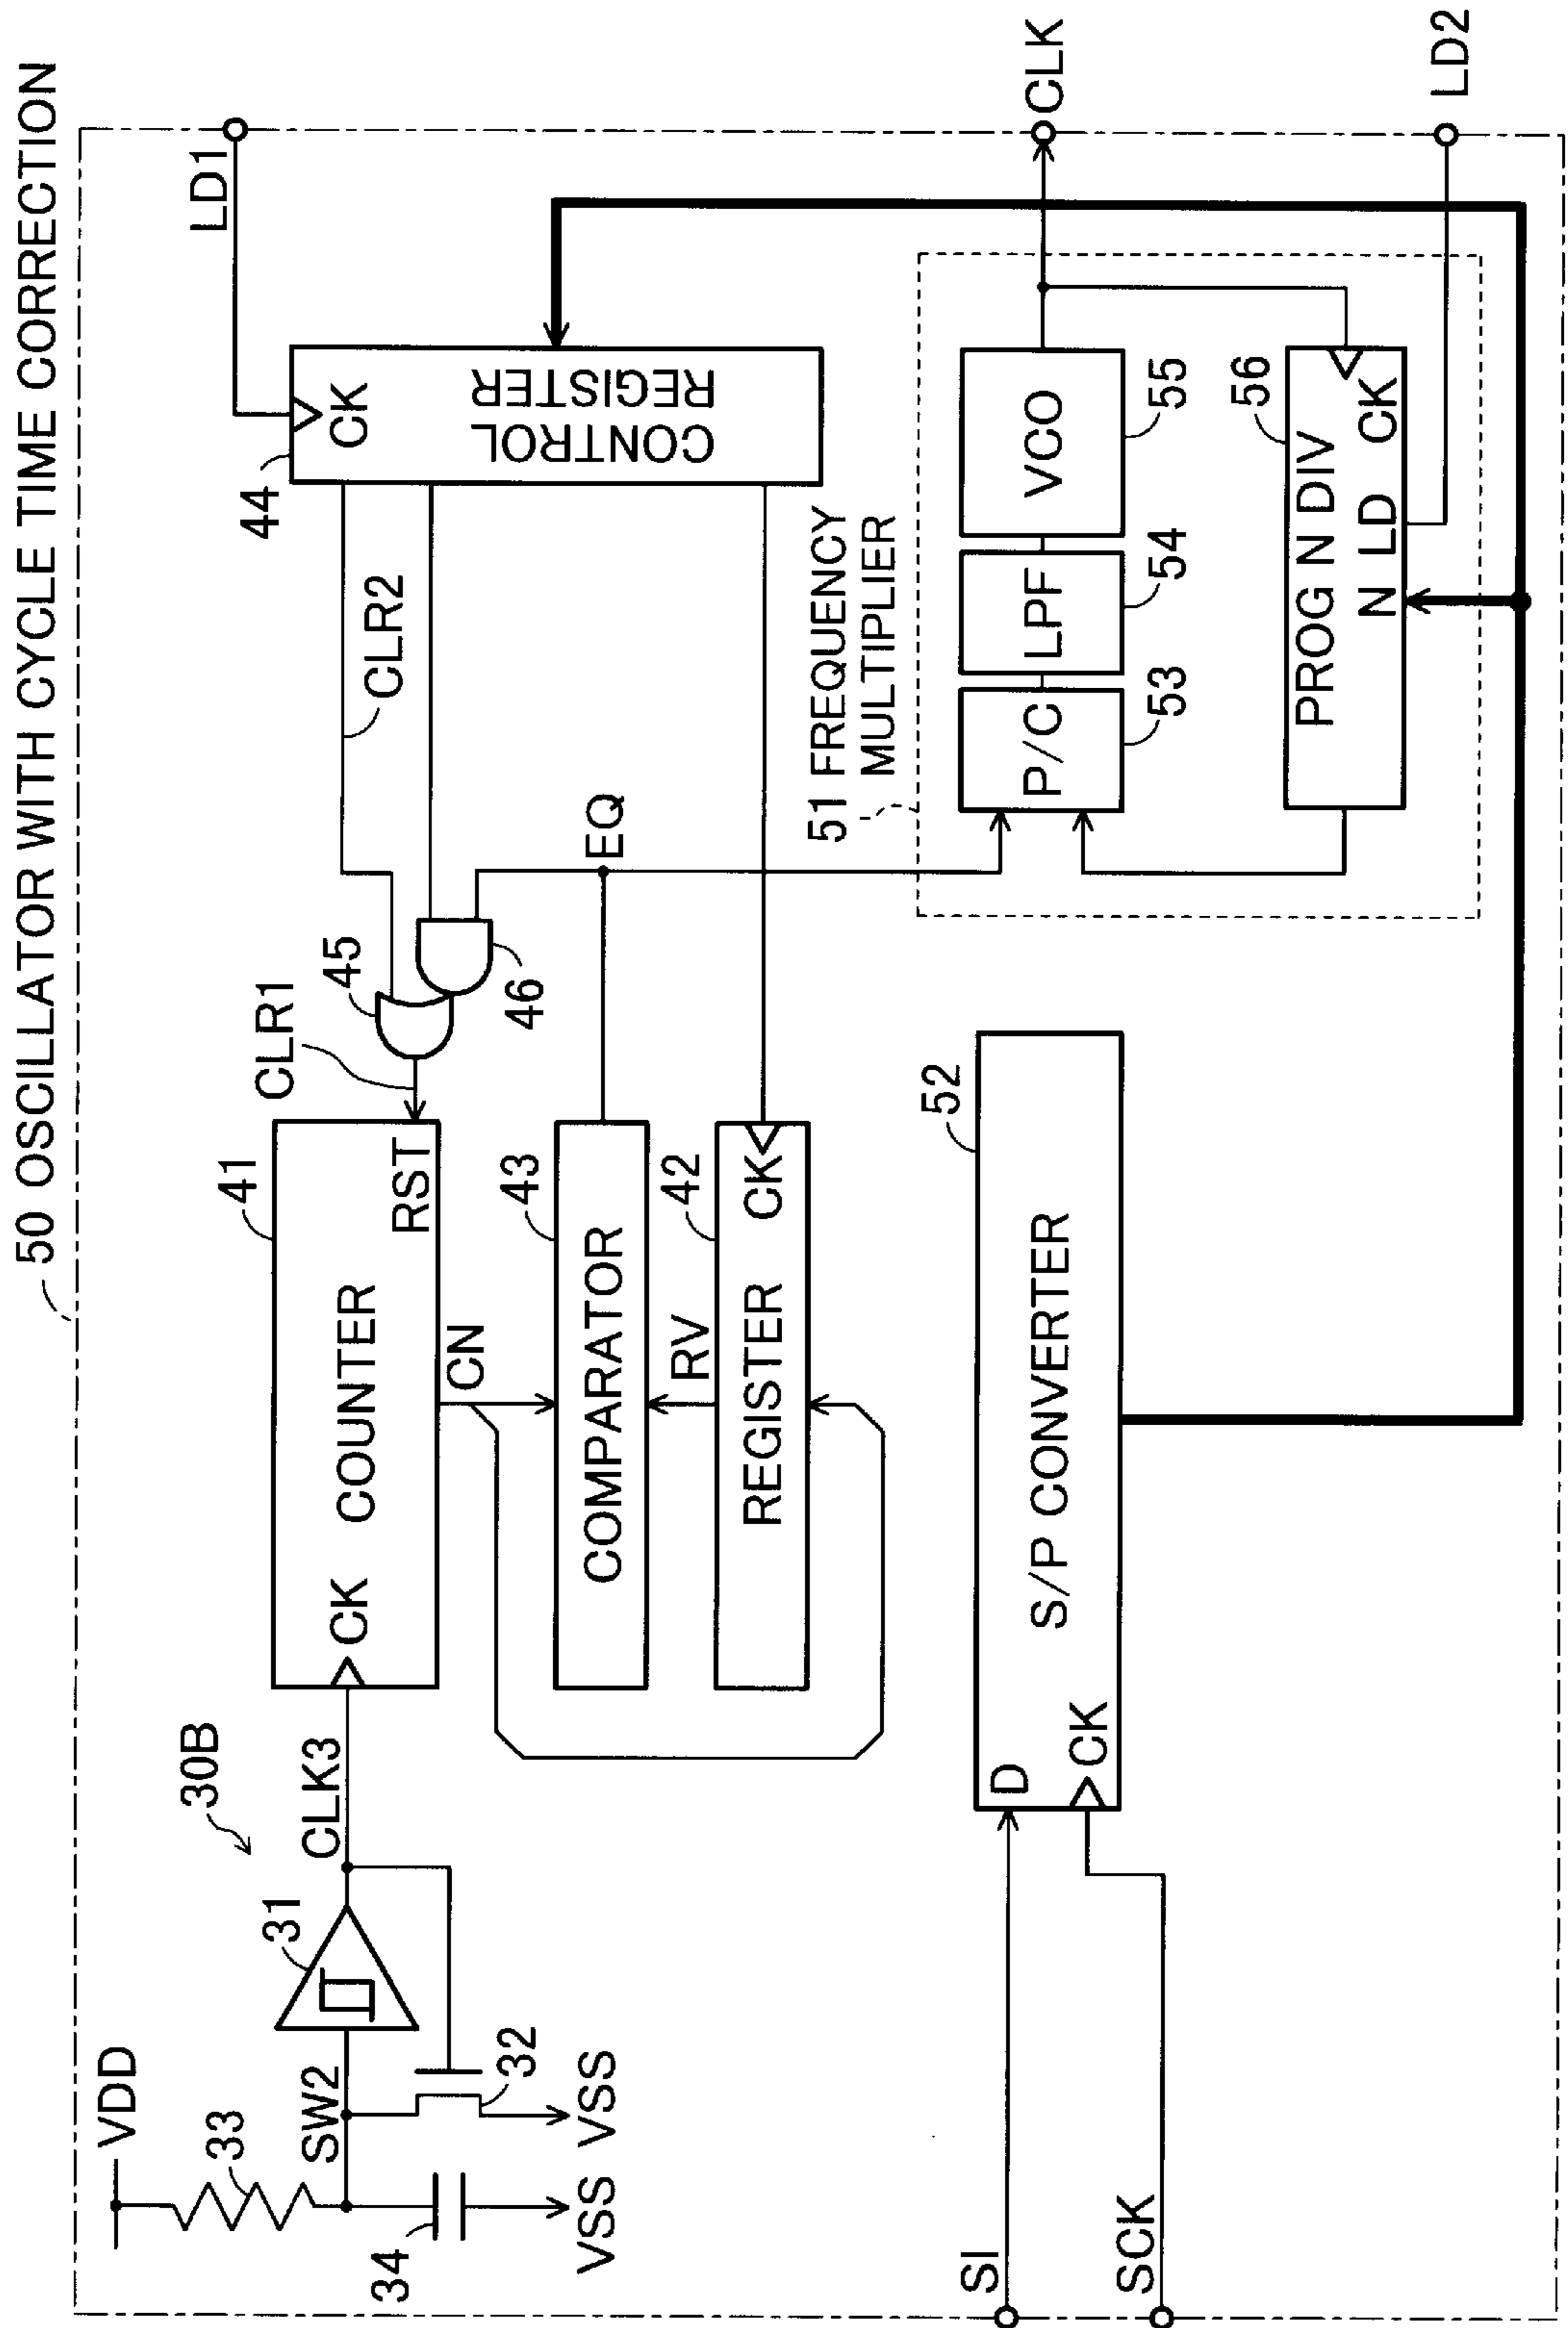 50 OSCILLATOR WITH CYCLE TIME CORRECTION
VDD
33
SW2
34
VSS
VSS
32
31
30B
CLK3
41
CK
COUNTER
RST
CN
CLR1
45
46
CLR2
44
CK
CONTROL
REGISTER
LD1
43
COMPARATOR
EQ
RV
42
REGISTER
CK
51 FREQUENCY
MULTIPLIER
P/C
53
LPF
54
VCO
55
CLK
56
PROG N DIV
N
LD
CK
LD2
52
D
CK
S/P CONVERTER
SI
SCK